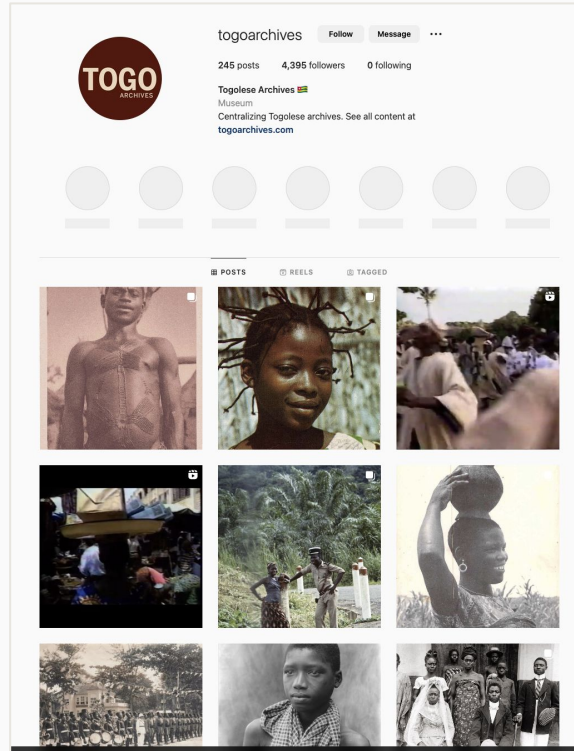 togoarchives Follow Message
245 posts 4,395 followers 0 following
TOGO
ARCHIVES
Togolese Archives
Museum
Centralizing Togolese archives. See all content at
togoarchives.com
POSTS REELS TAGGED